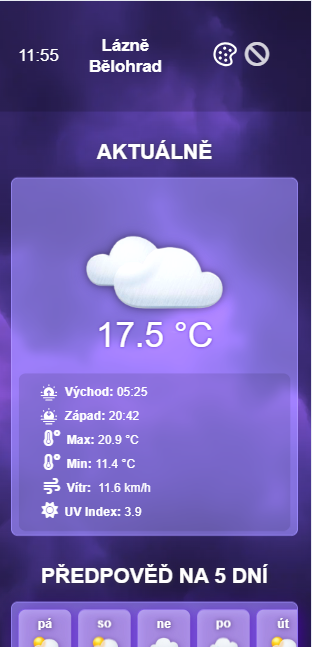 11:55
Lázně
Bělohrad
AKTUÁLNĚ
17.5 °C
Východ: 05:25
Západ: 20:42
Max: 20.9 °C
Min: 11.4 °C
Vítr: 11.6 km/h
UV Index: 3.9
PŘEDPOVĚĎ NA 5 DNÍ
pá so ne po út